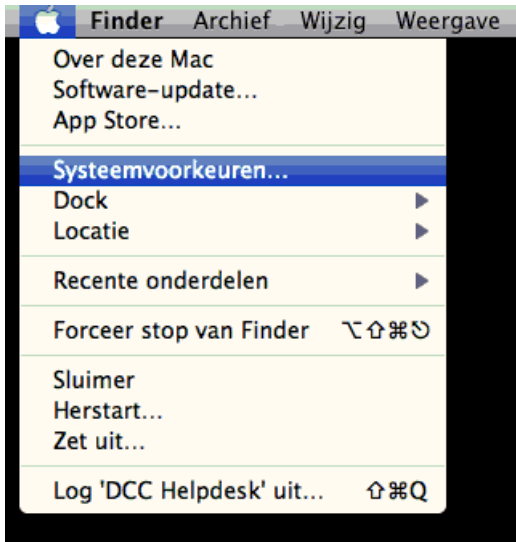 Finder Archief Wijzig Weergave
Over deze Mac
Software-update...
App Store...
Systeemvoorkeuren...
Dock
Locatie
Recente onderdelen
Forceer stop van Finder ⌥⇧⌘⎋
Sluimer
Herstart...
Zet uit...
Log 'DCC Helpdesk' uit... ⇧⌘Q